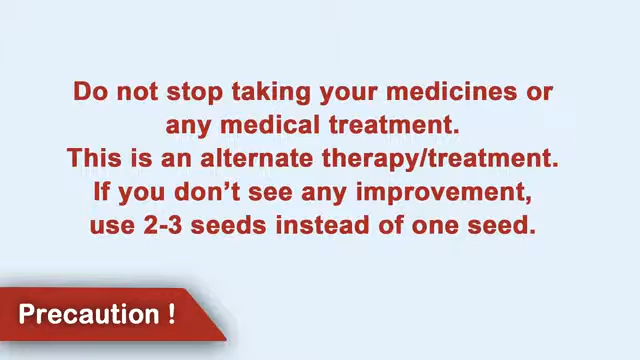 Do not stop taking your medicines or
any medical treatment.
This is an alternate therapy/treatment.
If you don’t see any improvement,
use 2-3 seeds instead of one seed.
Precaution !